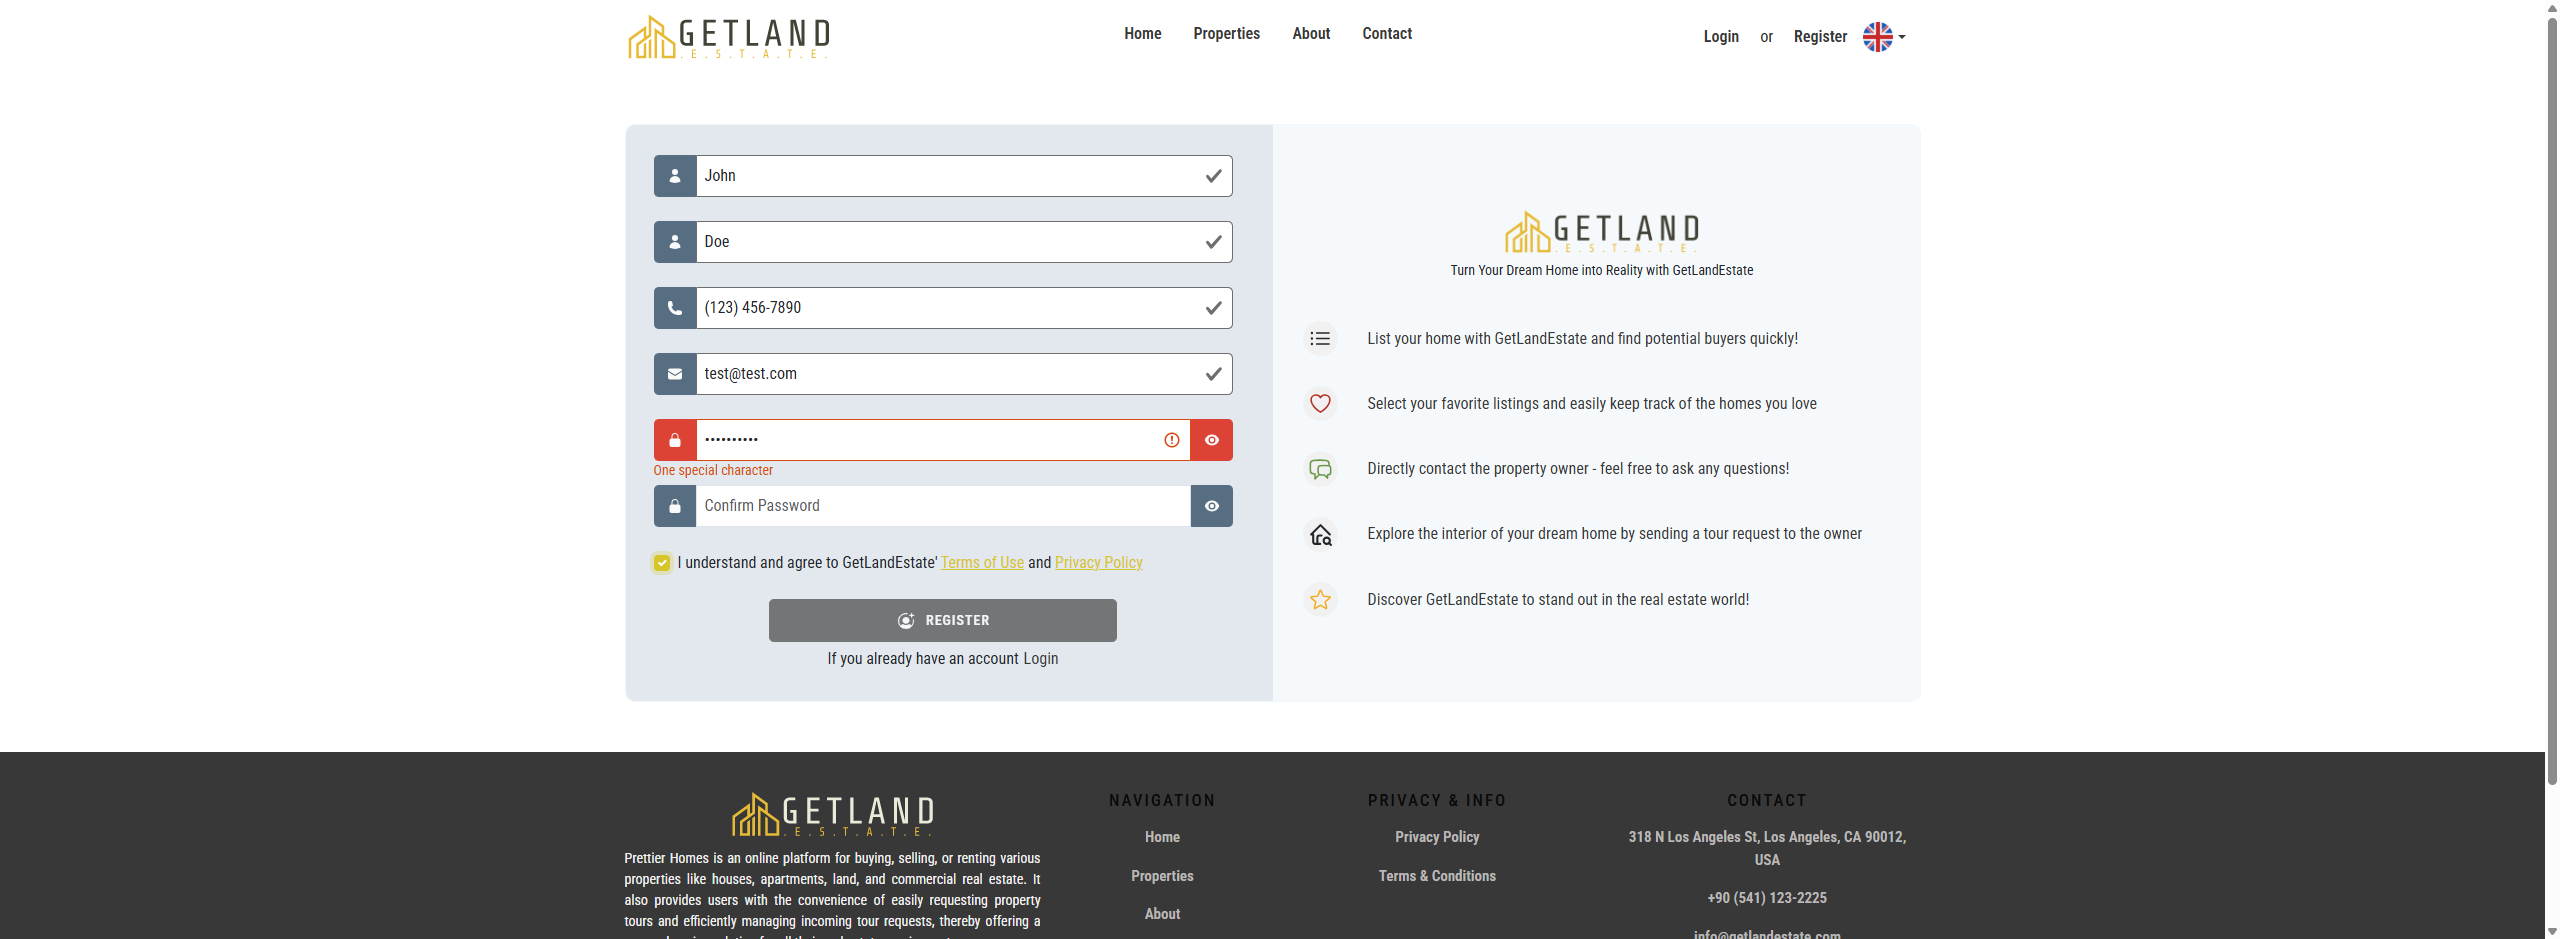 GETLAND
.E.S.T.A.T.E.
Home
Properties
About
Contact
Login or Register
John
Doe
(123) 456-7890
test@test.com
••••••••••
One special character
Confirm Password
I understand and agree to GetLandEstate' Terms of Use and Privacy Policy
REGISTER
If you already have an account Login
GETLAND
.E.S.T.A.T.E.
Turn Your Dream Home into Reality with GetLandEstate
List your home with GetLandEstate and find potential buyers quickly!
Select your favorite listings and easily keep track of the homes you love
Directly contact the property owner - feel free to ask any questions!
Explore the interior of your dream home by sending a tour request to the owner
Discover GetLandEstate to stand out in the real estate world!
GETLAND
.E.S.T.A.T.E.
Prettier Homes is an online platform for buying, selling, or renting various
properties like houses, apartments, land, and commercial real estate. It
also provides users with the convenience of easily requesting property
tours and efficiently managing incoming tour requests, thereby offering a
NAVIGATION
Home
Properties
About
PRIVACY & INFO
Privacy Policy
Terms & Conditions
CONTACT
318 N Los Angeles St, Los Angeles, CA 90012,
USA
+90 (541) 123-2225
info@getlandestate.com